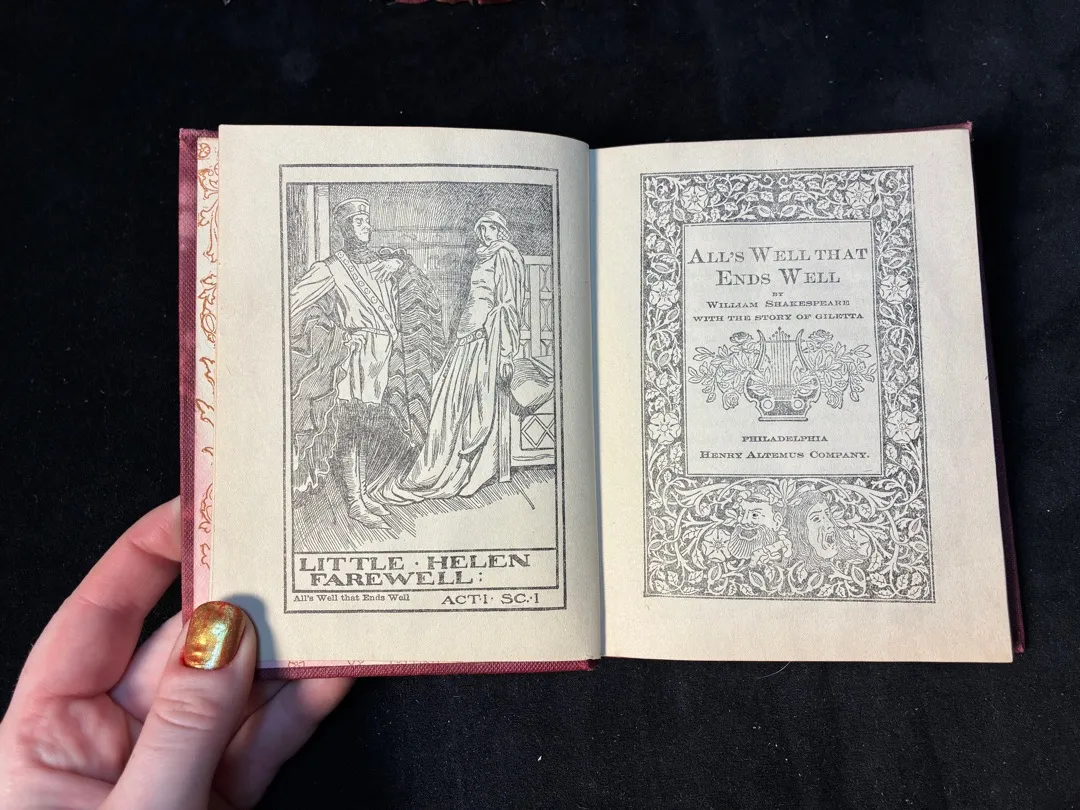 LITTLE · HELEN
FAREWELL:
All's Well that Ends Well ACT·I· SC·I
ALL'S WELL THAT
ENDS WELL
BY
WILLIAM SHAKESPEARE
WITH THE STORY OF GILETTA
PHILADELPHIA
HENRY ALTEMUS COMPANY.